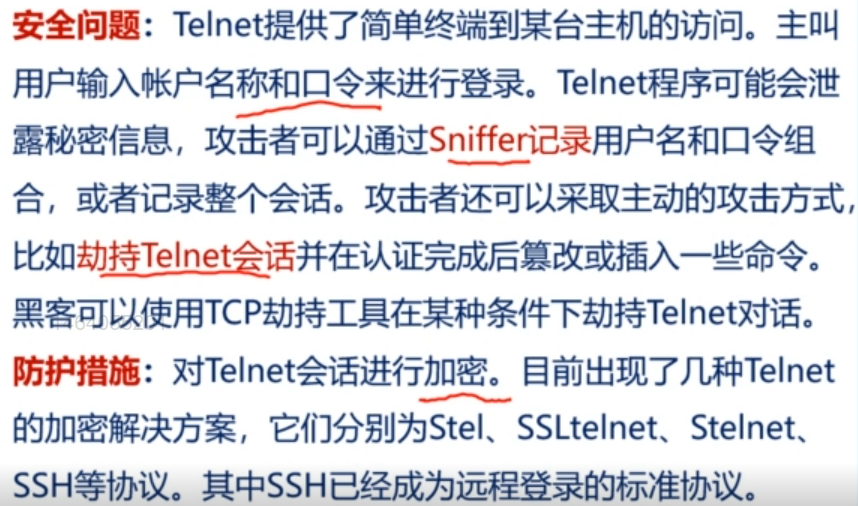 安全问题：Telnet提供了简单终端到某台主机的访问。主叫
用户输入帐户名称和口令来进行登录。Telnet程序可能会泄
露秘密信息，攻击者可以通过Sniffer记录用户名和口令组
合，或者记录整个会话。攻击者还可以采取主动的攻击方式，
比如劫持Telnet会话并在认证完成后篡改或插入一些命令。
黑客可以使用TCP劫持工具在某种条件下劫持Telnet对话。
防护措施：对Telnet会话进行加密。目前出现了几种Telnet
的加密解决方案，它们分别为Stel、SSLtelnet、Stelnet、
SSH等协议。其中SSH已经成为远程登录的标准协议。